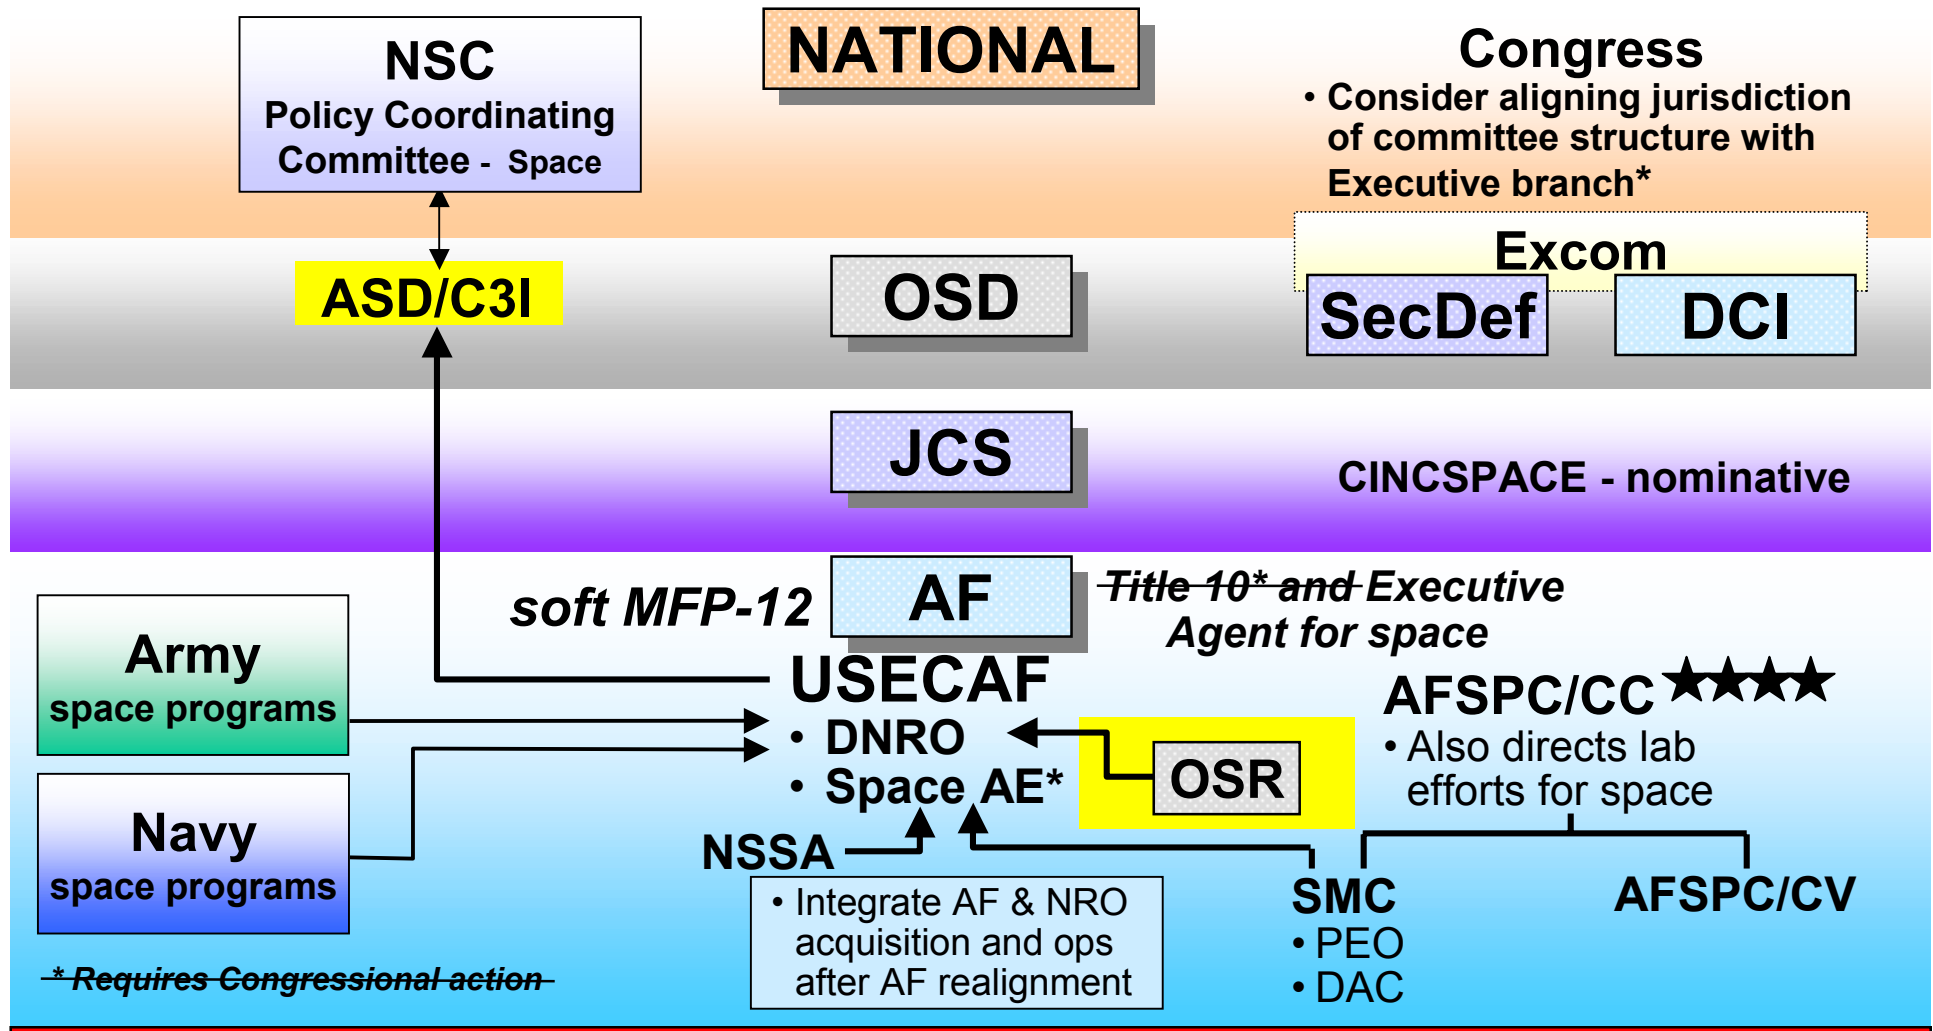 NATIONAL
NSC
Policy Coordinating
Committee - Space
Congress
• Consider aligning jurisdiction
of committee structure with
Executive branch*
Excom
SecDef
DCI
ASD/C3I
OSD
JCS
CINCSPACE - nominative
soft MFP-12
AF
Title 10* and Executive
Agent for space
Army
space programs
Navy
space programs
USECAF
• DNRO
• Space AE*
OSR
AFSPC/CC ★★★★
• Also directs lab
efforts for space
NSSA
• Integrate AF & NRO
acquisition and ops
after AF realignment
SMC
• PEO
• DAC
AFSPC/CV
* Requires Congressional action